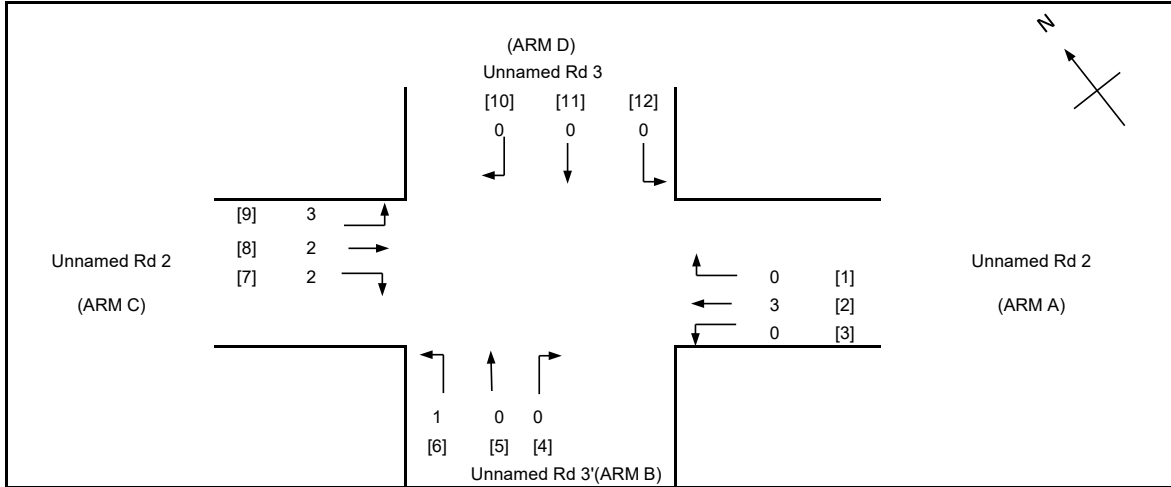 N
(ARM D)
Unnamed Rd 3
[10] [11] [12]
0 0 0
[9] 3
[8] 2
[7] 2
Unnamed Rd 2
(ARM C)
Unnamed Rd 2
(ARM A)
0 [1]
3 [2]
0 [3]
1 0 0
[6] [5] [4]
Unnamed Rd 3'(ARM B)